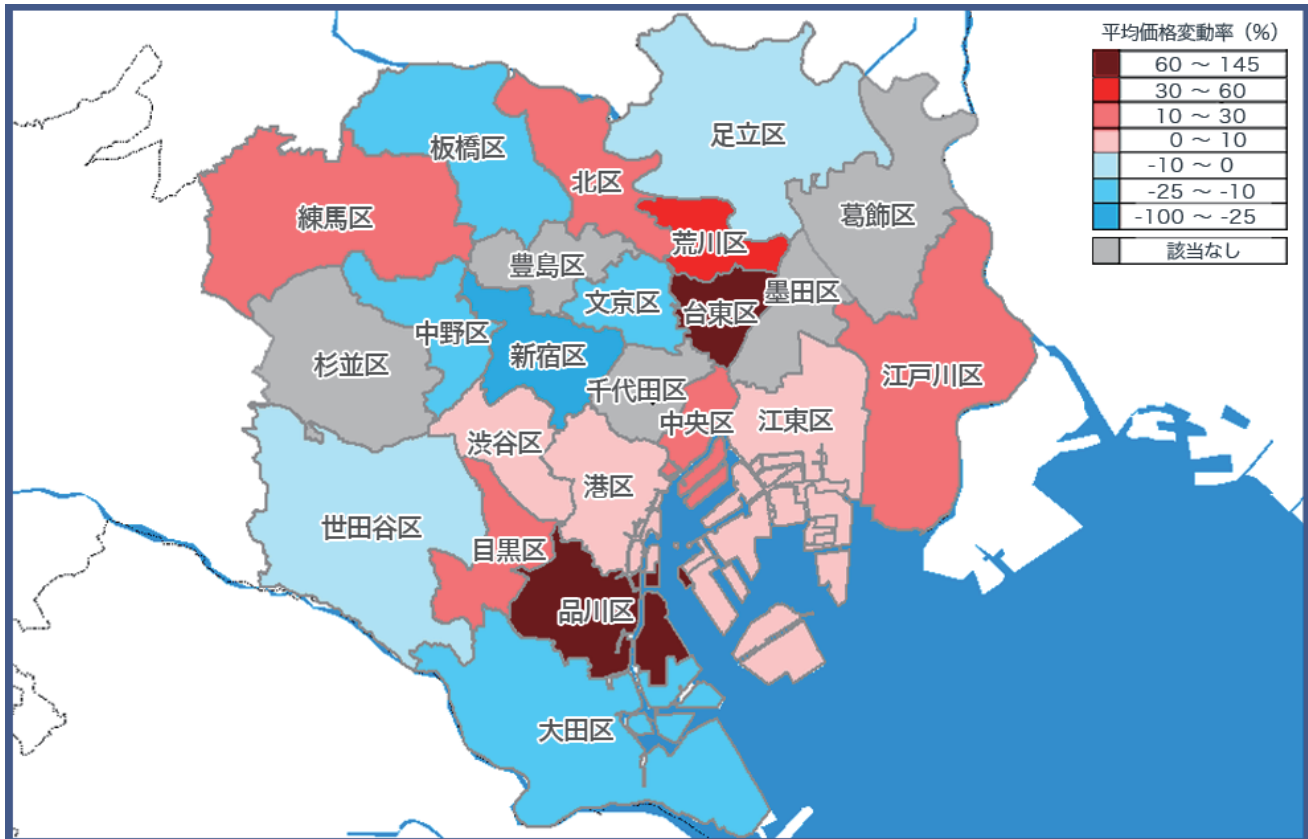 平均価格変動率（%）
60 ～ 145
30 ～ 60
10 ～ 30
0 ～ 10
-10 ～ 0
-25 ～ -10
-100 ～ -25
該当なし
足立区
板橋区
北区
練馬区
葛飾区
荒川区
豊島区
文京区
台東区
墨田区
中野区
新宿区
杉並区
千代田区
江戸川区
中央区
江東区
渋谷区
港区
世田谷区
目黒区
品川区
大田区